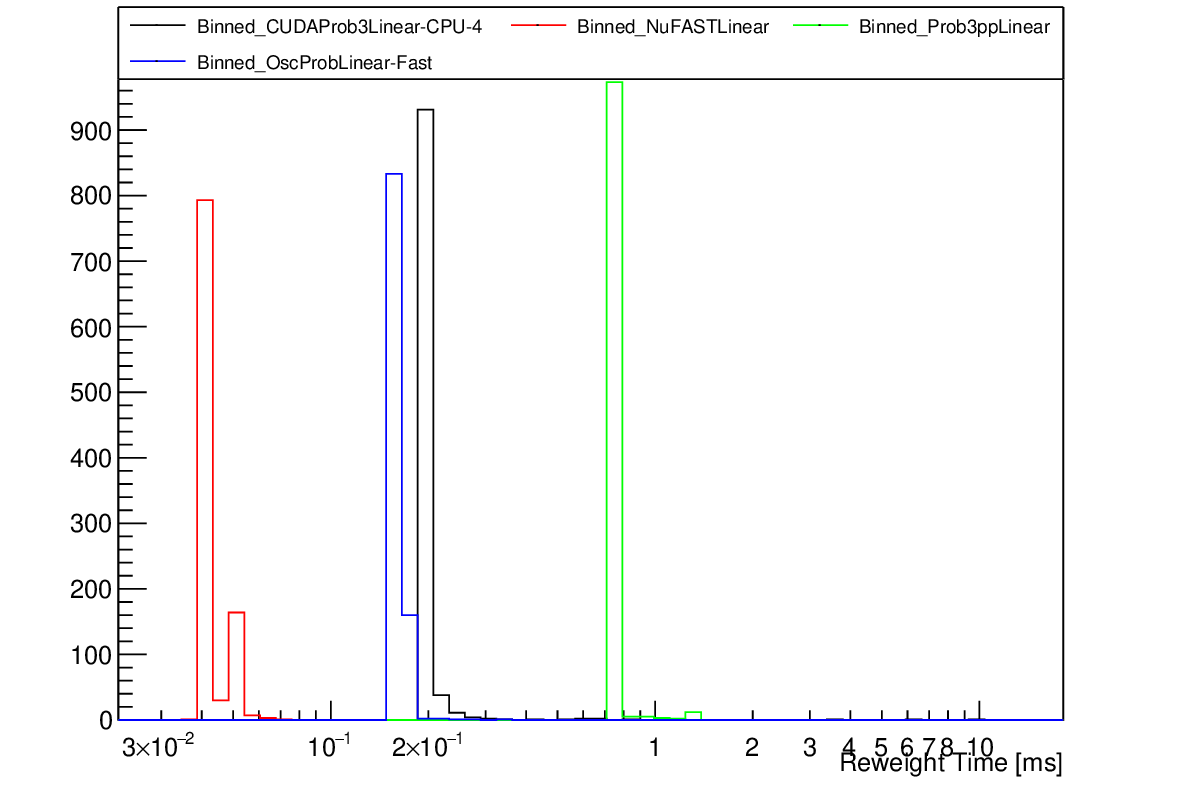 Binned_CUDAProb3Linear-CPU-4 Binned_NuFASTLinear Binned_Prob3ppLinear
Binned_OscProbLinear-Fast
900
800
700
600
500
400
300
200
100
0
3×10⁻² 10⁻¹ 2×10⁻¹ 1 2 3 4 5 6 7 8 10
Reweight Time [ms]